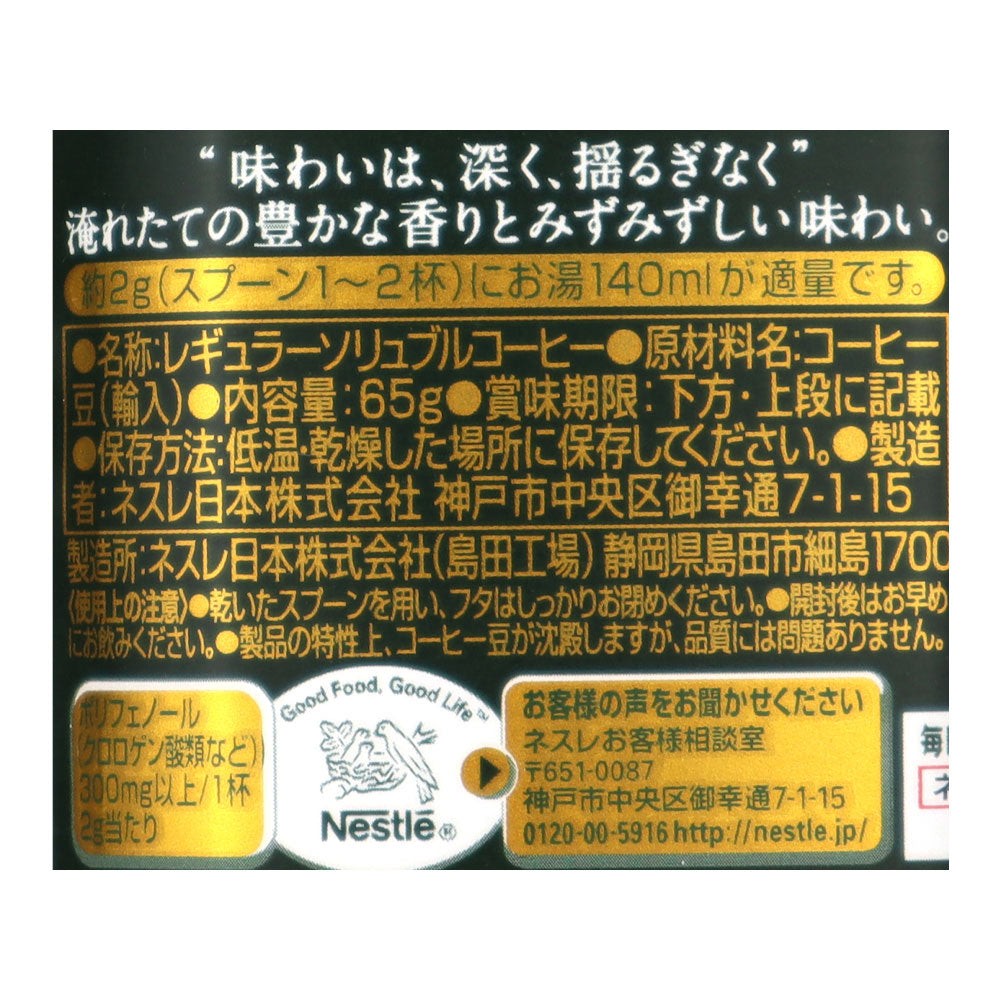 “味わいは、深く、揺るぎなく”
淹れたての豊かな香りとみずみずしい味わい。
約2g(スプーン1～2杯)にお湯140mlが適量です。
●名称:レギュラーソリュブルコーヒー●原材料名:コーヒー
豆(輸入)●内容量:65g●賞味期限:下方・上段に記載
●保存方法:低温・乾燥した場所に保存してください。●製造
者:ネスレ日本株式会社 神戸市中央区御幸通7-1-15
製造所:ネスレ日本株式会社(島田工場) 静岡県島田市細島1700
〈使用上の注意〉●乾いたスプーンを用い、フタはしっかりお閉めください。●開封後はお早め
にお飲みください。●製品の特性上、コーヒー豆が沈殿しますが、品質には問題ありません。
ポリフェノール
(クロロゲン酸類など)
300mg以上/1杯
2g当たり
Good Food, Good Life™
Nestlé®
お客様の声をお聞かせください
ネスレお客様相談室
〒651-0087
神戸市中央区御幸通7-1-15
0120-00-5916 http://nestle.jp/
毎
ネ